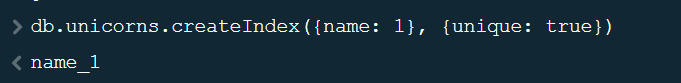 > db.unicorns.createIndex({name: 1}, {unique: true})
< name_1